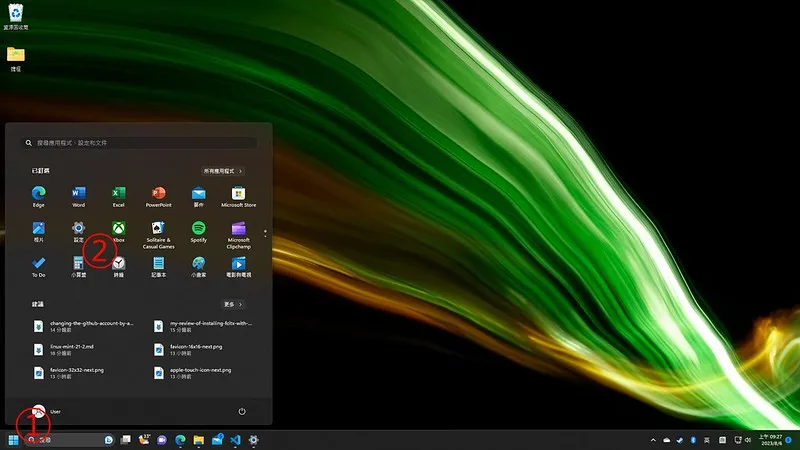 資源回收筒
捷徑
搜尋應用程式、設定和文件
已釘選
所有應用程式 >
Edge
Word
Excel
PowerPoint
郵件
Microsoft Store
相片
設定
Xbox
Solitaire &
Casual Games
Spotify
Microsoft
Clipchamp
②
To Do
小算盤
時鐘
記事本
小畫家
電影與電視
建議
更多 >
changing-the-github-account-by-a...
14 分鐘前
my-review-of-installing-fcitx-with-...
15 分鐘前
linux-mint-21-2.md
18 分鐘前
favicon-16x16-next.png
13 小時前
favicon-32x32-next.png
13 小時前
apple-touch-icon-next.png
13 小時前
User
①
搜尋
33°
英
上午 09:27
2023/8/6